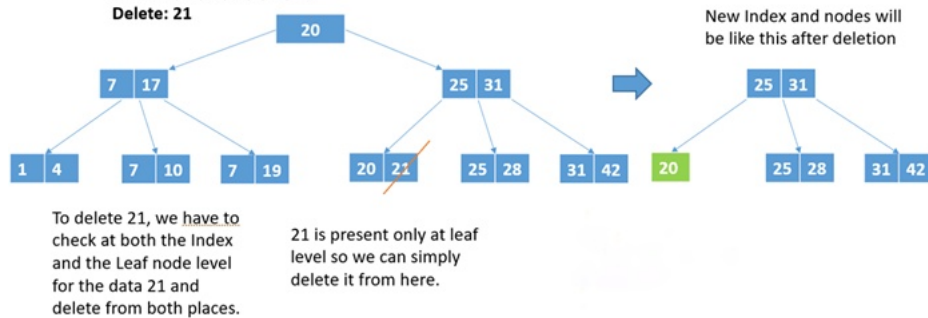 Delete: 21
20
New Index and nodes will
be like this after deletion
7 17
25 31
25 31
1 4
7 10
7 19
20 21
25 28
31 42
20
25 28
31 42
To delete 21, we have to
check at both the Index
and the Leaf node level
for the data 21 and
delete from both places.
21 is present only at leaf
level so we can simply
delete it from here.